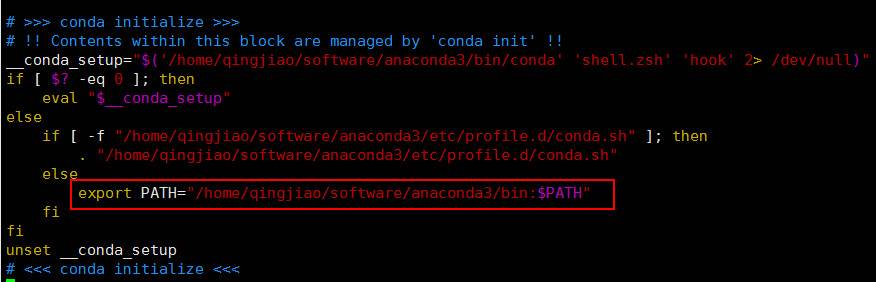 # >>> conda initialize >>>
# !! Contents within this block are managed by 'conda init' !!
__conda_setup="$('/home/qingjiao/software/anaconda3/bin/conda' 'shell.zsh' 'hook' 2> /dev/null)"
if [ $? -eq 0 ]; then
    eval "$__conda_setup"
else
    if [ -f "/home/qingjiao/software/anaconda3/etc/profile.d/conda.sh" ]; then
        . "/home/qingjiao/software/anaconda3/etc/profile.d/conda.sh"
    else
        export PATH="/home/qingjiao/software/anaconda3/bin:$PATH"
    fi
fi
unset __conda_setup
# <<< conda initialize <<<